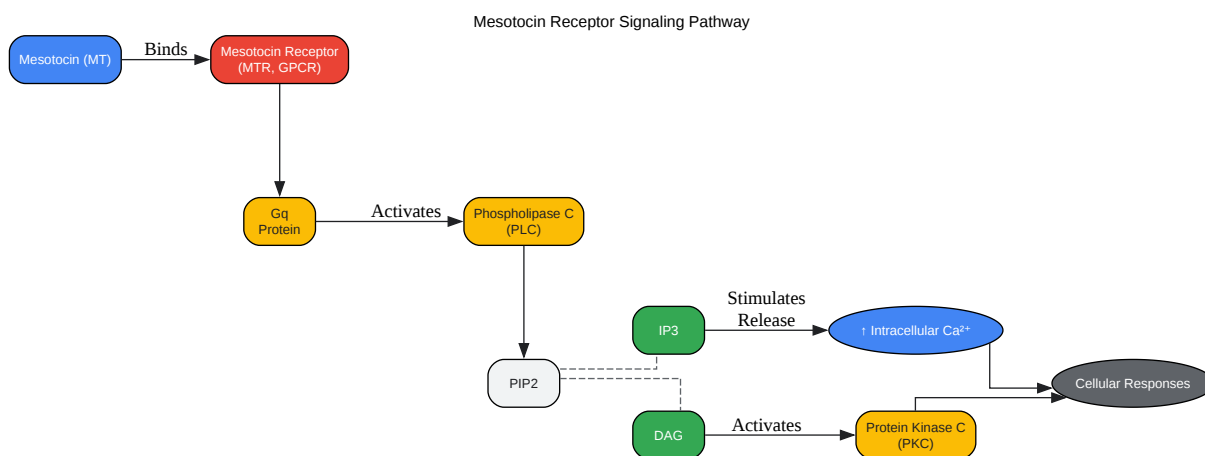 Mesotocin Receptor Signaling Pathway
Mesotocin (MT)
Binds
Mesotocin Receptor
(MTR, GPCR)
Gq
Protein
Activates
Phospholipase C
(PLC)
PIP2
IP3
Stimulates
Release
↑ Intracellular Ca²⁺
Cellular Responses
DAG
Activates
Protein Kinase C
(PKC)